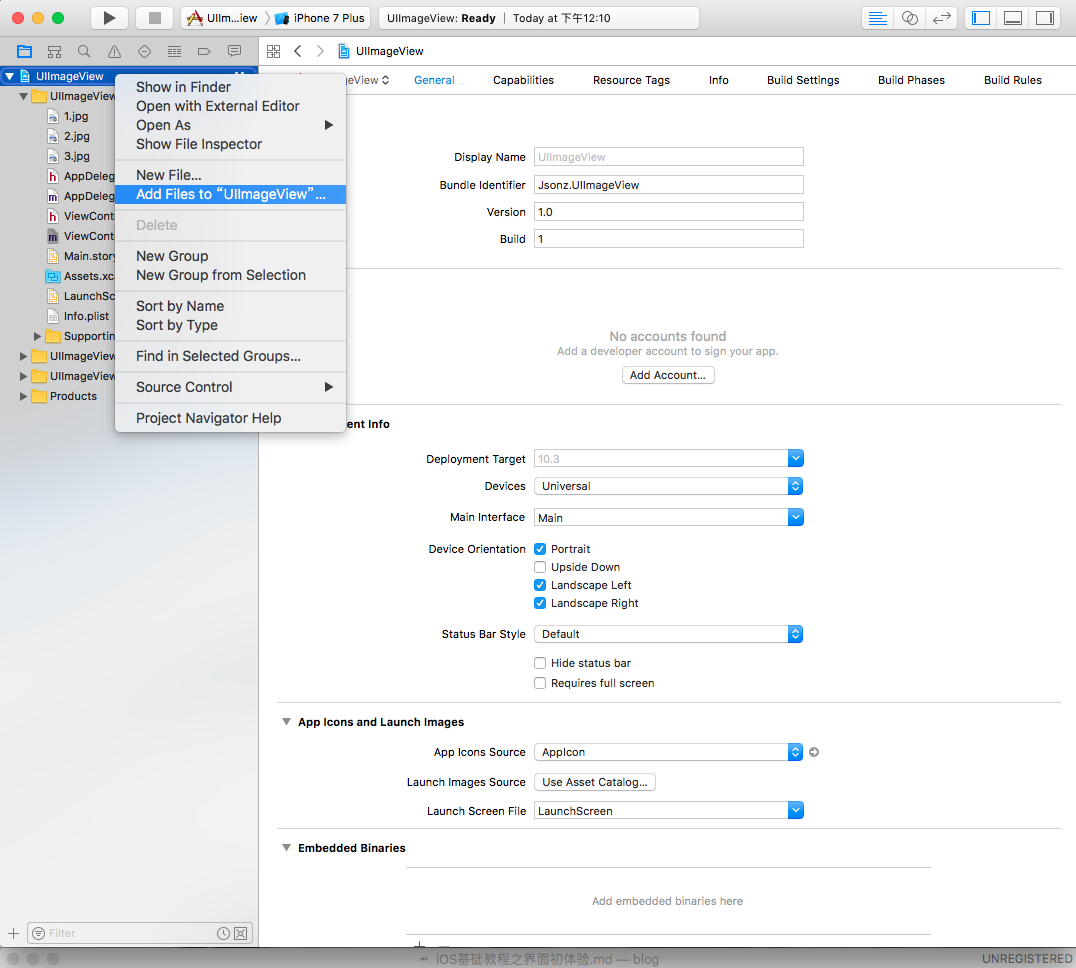 UIIm...iew
iPhone 7 Plus
UIImageView: Ready | Today at 下午12:10
UIImageView
UIImageView
M
UIImageView
1.jpg
2.jpg
3.jpg
AppDeleg
AppDeleg
ViewCont
ViewCont
Main.story
Assets.xc
LaunchSc
Info.plist
Supportin
UIImageView
UIImageView
Products
Filter
Show in Finder
Open with External Editor
Open As
Show File Inspector
New File...
Add Files to “UIImageView”...
Delete
New Group
New Group from Selection
Sort by Name
Sort by Type
Find in Selected Groups...
Source Control
Project Navigator Help
geView
General
Capabilities
Resource Tags
Info
Build Settings
Build Phases
Build Rules
Display Name UIImageView
Bundle Identifier Jsonz.UIImageView
Version 1.0
Build 1
No accounts found
Add a developer account to sign your app.
Add Account...
ent Info
Deployment Target 10.3
Devices Universal
Main Interface Main
Device Orientation Portrait
Upside Down
Landscape Left
Landscape Right
Status Bar Style Default
Hide status bar
Requires full screen
App Icons and Launch Images
App Icons Source AppIcon
Launch Images Source Use Asset Catalog...
Launch Screen File LaunchScreen
Embedded Binaries
Add embedded binaries here
iOS基础教程之界面初体验.md — blog
UNREGISTERED